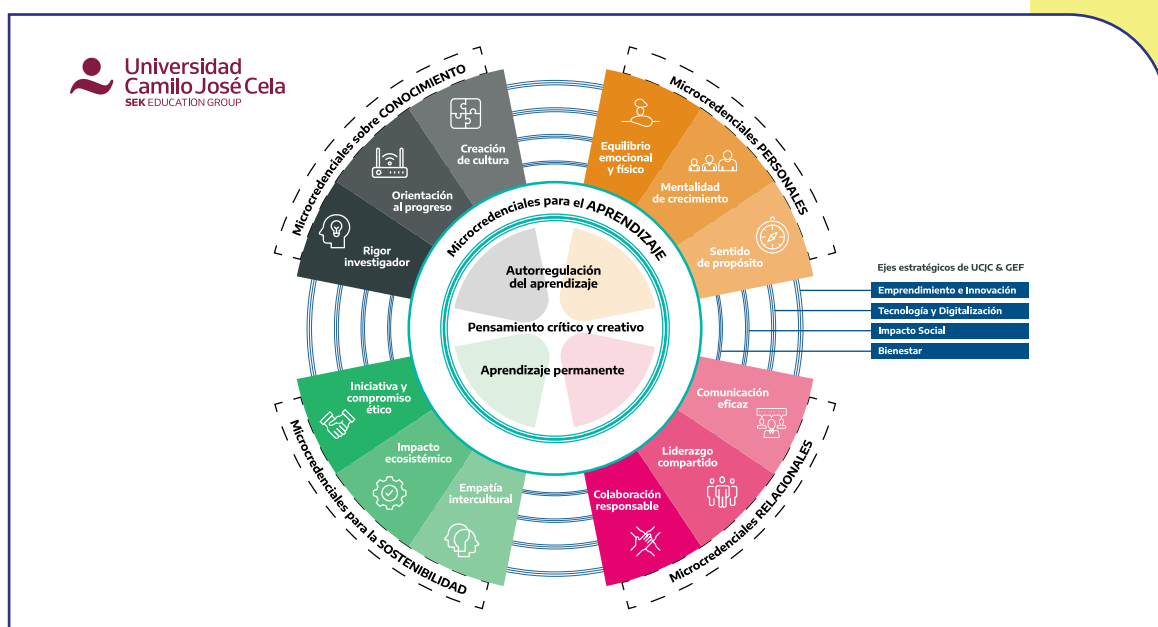 Universidad
Camilo José Cela
SEK EDUCATION GROUP
Microcredenciales sobre CONOCIMIENTO
Creación
de cultura
Orientación
al progreso
Rigor
investigador
Microcredenciales PERSONALES
Equilibrio
emocional
y físico
Mentalidad
de crecimiento
Sentido
de propósito
Microcredenciales para el APRENDIZAJE
Autorregulación
del aprendizaje
Pensamiento crítico y creativo
Aprendizaje permanente
Ejes estratégicos de UCJC & GEF
Emprendimiento e Innovación
Tecnología y Digitalización
Impacto Social
Bienestar
Iniciativa y
compromiso
ético
Impacto
ecosistémico
Empatía
intercultural
Microcredenciales para la SOSTENIBILIDAD
Comunicación
eficaz
Liderazgo
compartido
Colaboración
responsable
Microcredenciales RELACIONALES